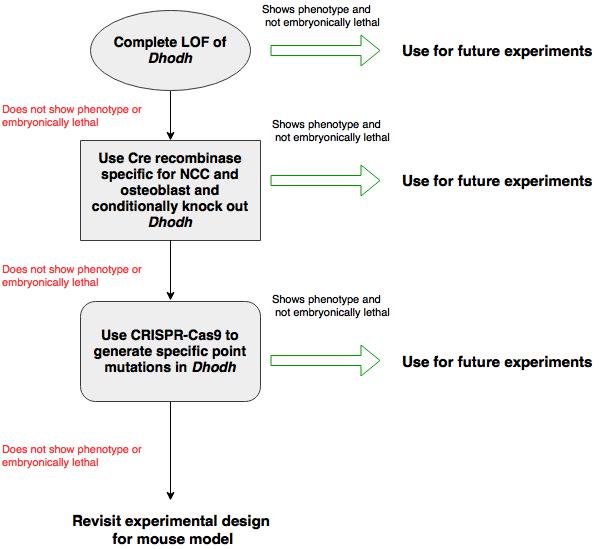 Shows phenotype and
not embryonically lethal
Complete LOF of
Dhodh
Use for future experiments
Does not show phenotype or
embryonically lethal
Shows phenotype and
not embryonically lethal
Use Cre recombinase
specific for NCC and
osteoblast and
conditionally knock out
Dhodh
Use for future experiments
Does not show phenotype or
embryonically lethal
Shows phenotype and
not embryonically lethal
Use CRISPR-Cas9 to
generate specific point
mutations in Dhodh
Use for future experiments
Does not show phenotype or
embryonically lethal
Revisit experimental design
for mouse model